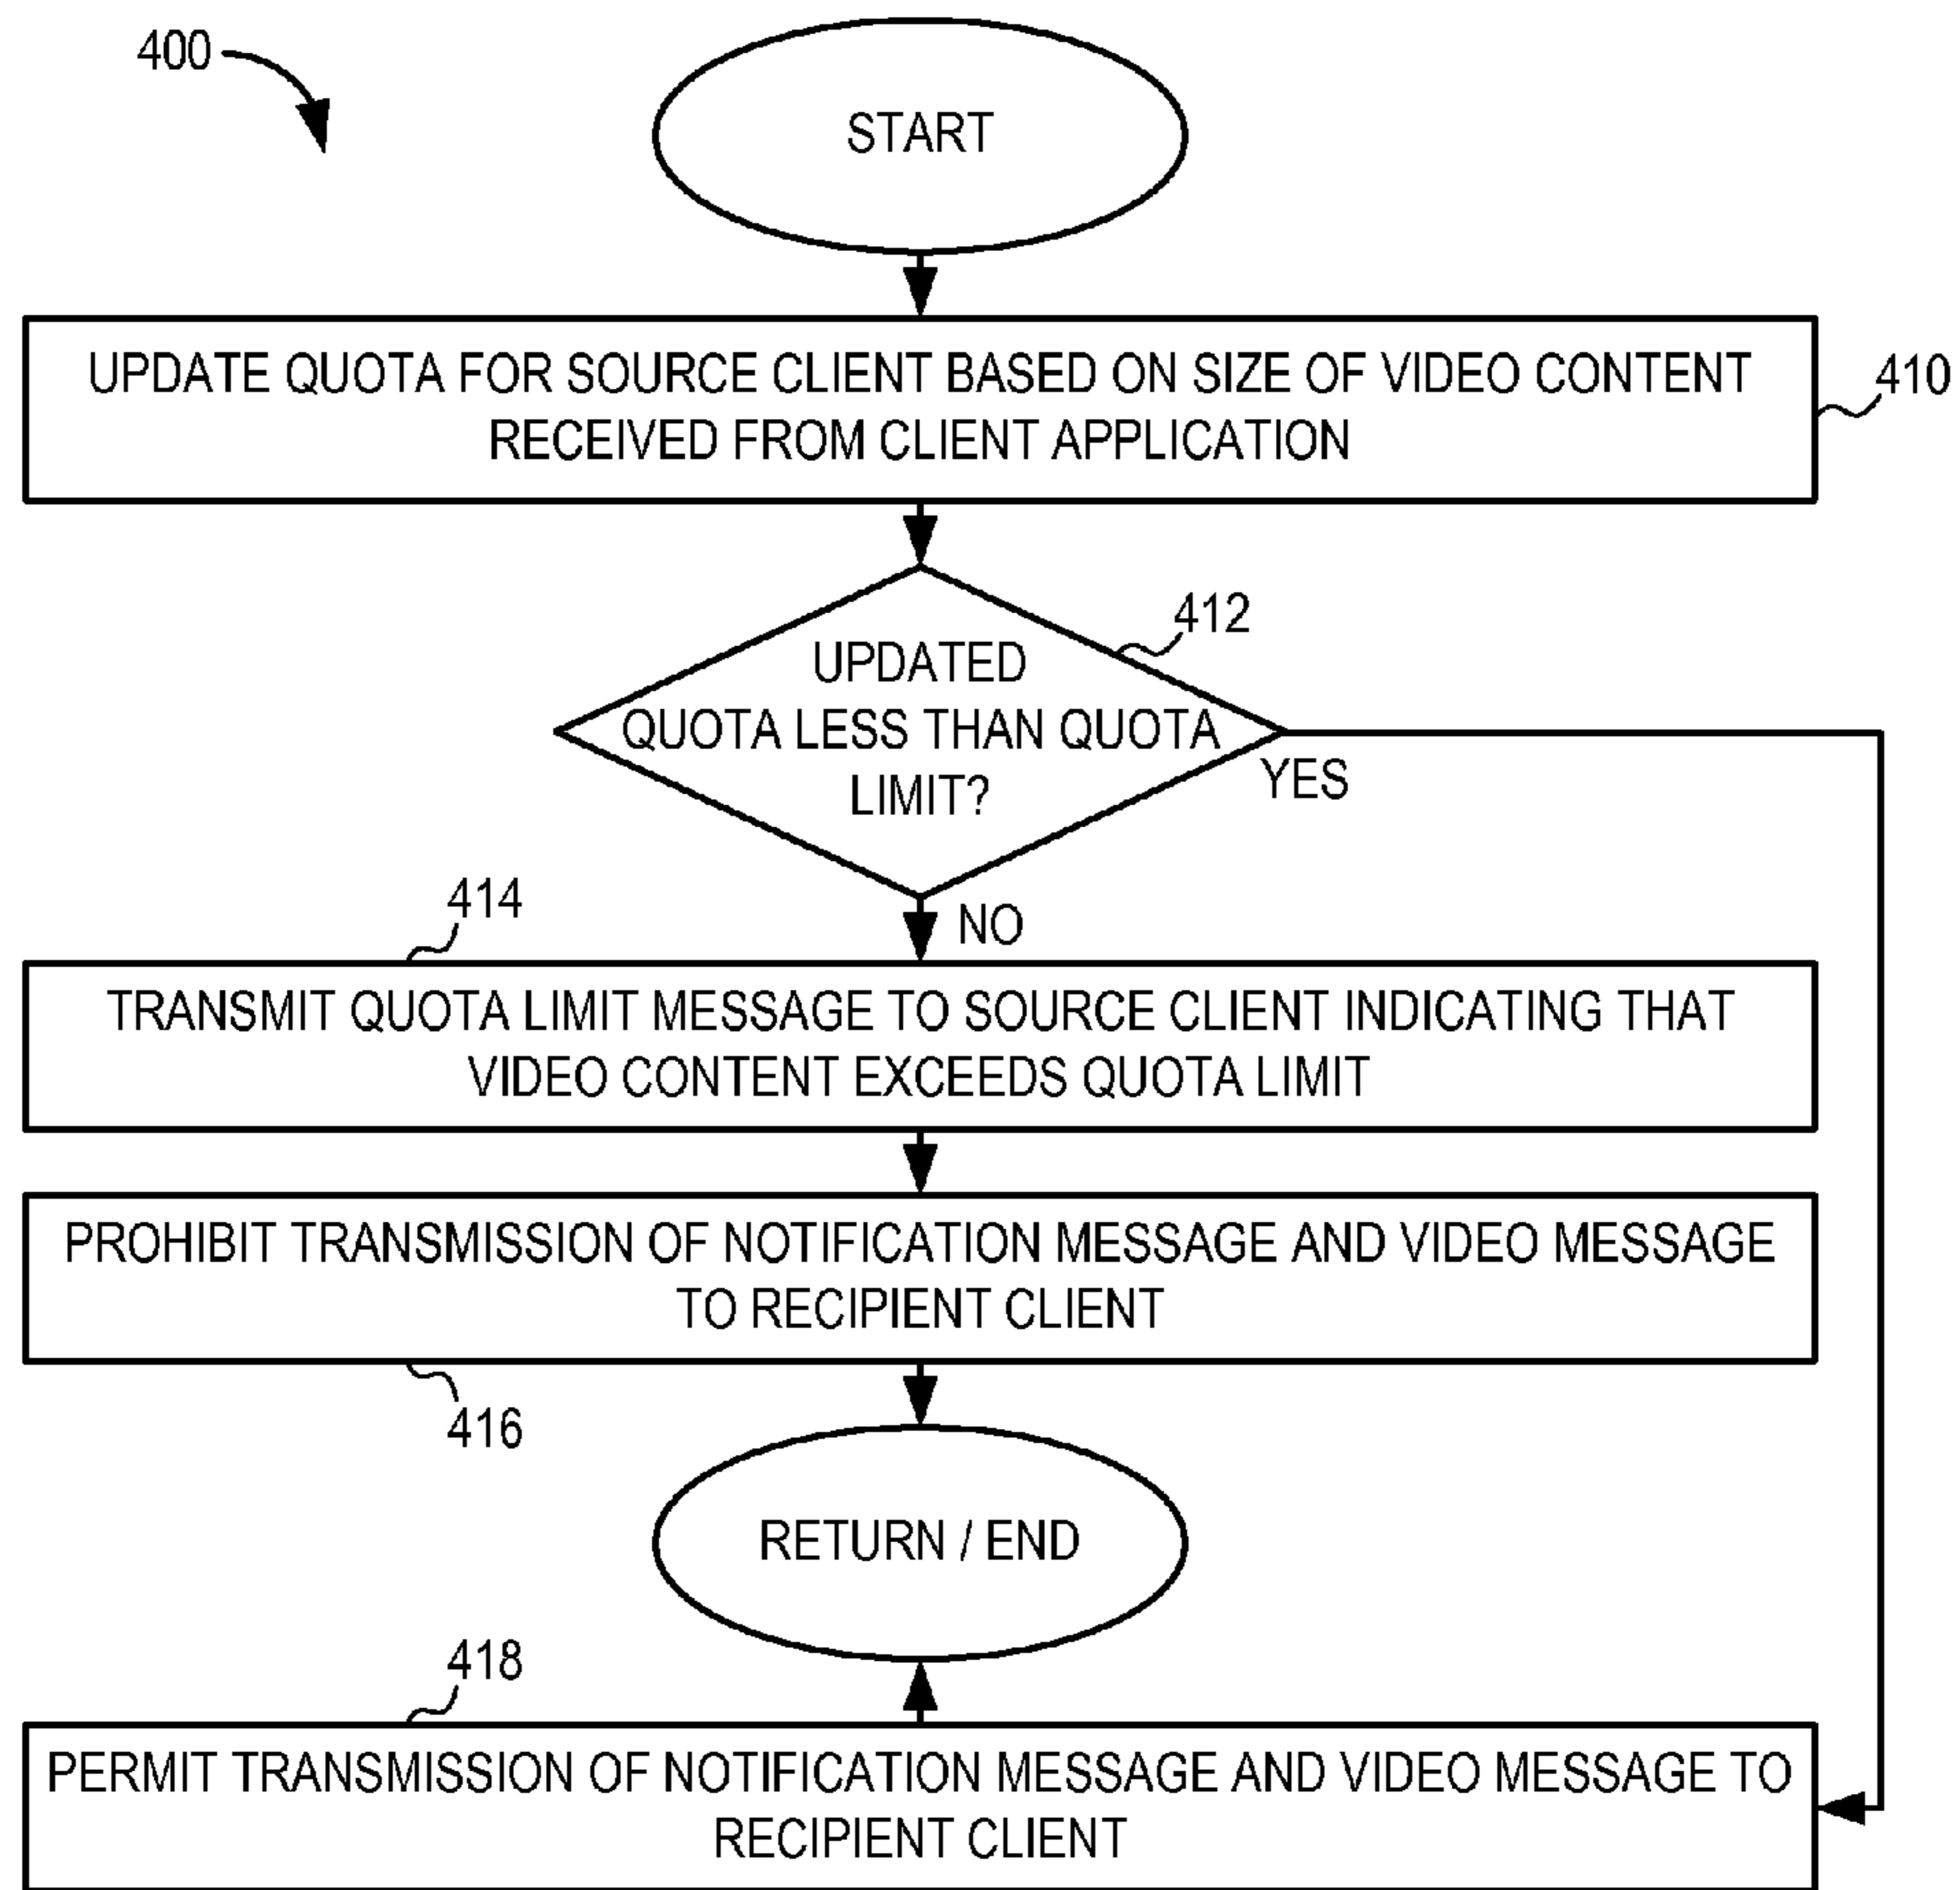 400
START
UPDATE QUOTA FOR SOURCE CLIENT BASED ON SIZE OF VIDEO CONTENT
RECEIVED FROM CLIENT APPLICATION
410
412
UPDATED
QUOTA LESS THAN QUOTA
LIMIT?
YES
NO
414
TRANSMIT QUOTA LIMIT MESSAGE TO SOURCE CLIENT INDICATING THAT
VIDEO CONTENT EXCEEDS QUOTA LIMIT
PROHIBIT TRANSMISSION OF NOTIFICATION MESSAGE AND VIDEO MESSAGE
TO RECIPIENT CLIENT
416
RETURN / END
418
PERMIT TRANSMISSION OF NOTIFICATION MESSAGE AND VIDEO MESSAGE TO
RECIPIENT CLIENT